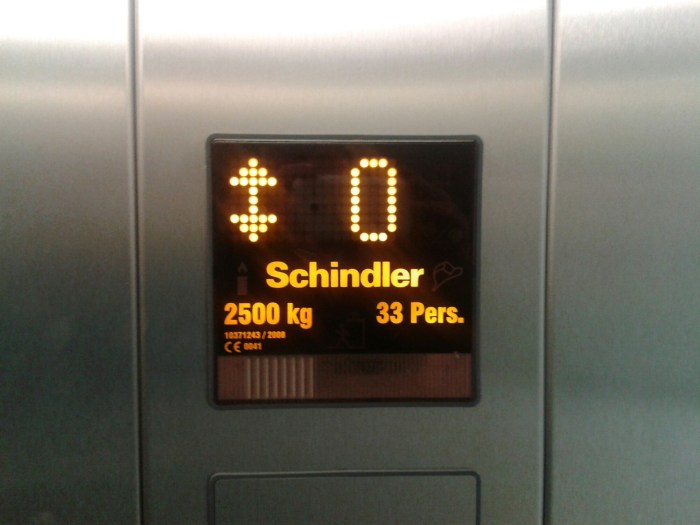 0
Schindler
2500 kg 33 Pers.
10371243 / 2008
CE 0041